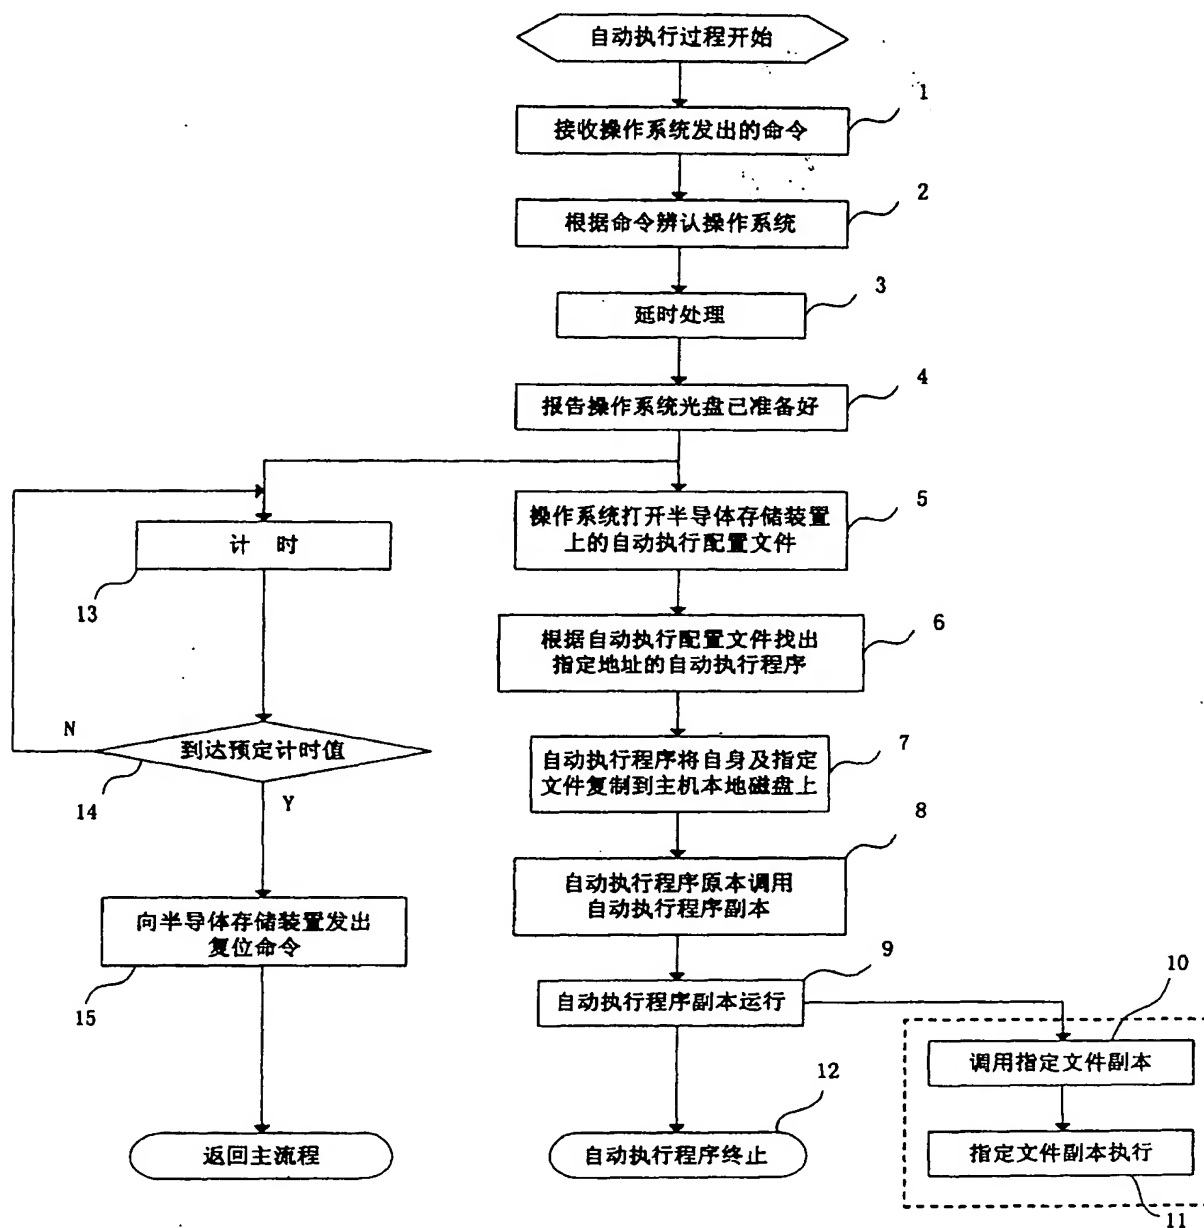 自动执行过程开始
1
接收操作系统发出的命令
2
根据命令辨认操作系统
3
延时处理
4
报告操作系统光盘已准备好
5
操作系统打开半导体存储装置
上的自动执行配置文件
计 时
13
6
根据自动执行配置文件找出
指定地址的自动执行程序
N
到达预定计时值
14
Y
7
自动执行程序将自身及指定
文件复制到主机本地磁盘上
8
自动执行程序原本调用
自动执行程序副本
向半导体存储装置发出
复位命令
15
9
自动执行程序副本运行
10
调用指定文件副本
12
返回主流程
自动执行程序终止
指定文件副本执行
11